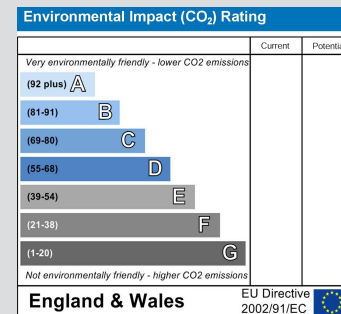 Environmental Impact (CO₂) Rating
Current Potentia
Very environmentally friendly - lower CO2 emissions
(92 plus) A
(81-91) B
(69-80) C
(55-68) D
(39-54) E
(21-38) F
(1-20) G
Not environmentally friendly - higher CO2 emissions
England & Wales
EU Directive
2002/91/EC